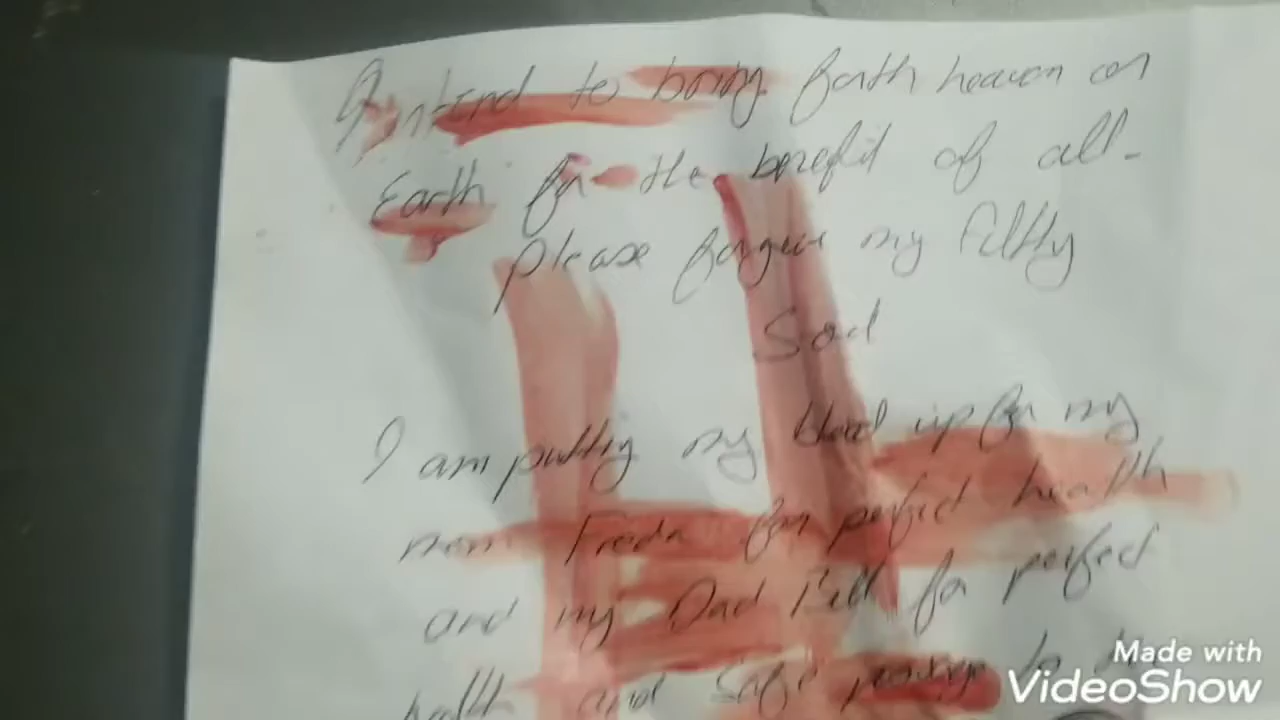 I intend to bring forth heaven on
Earth for the benefit of all-
please forgive my filthy
Soul
I am putting my blood up for my
mom Freda for perfect health
and my Dad Bill for perfect
health and safe passage to
Made with
VideoShow